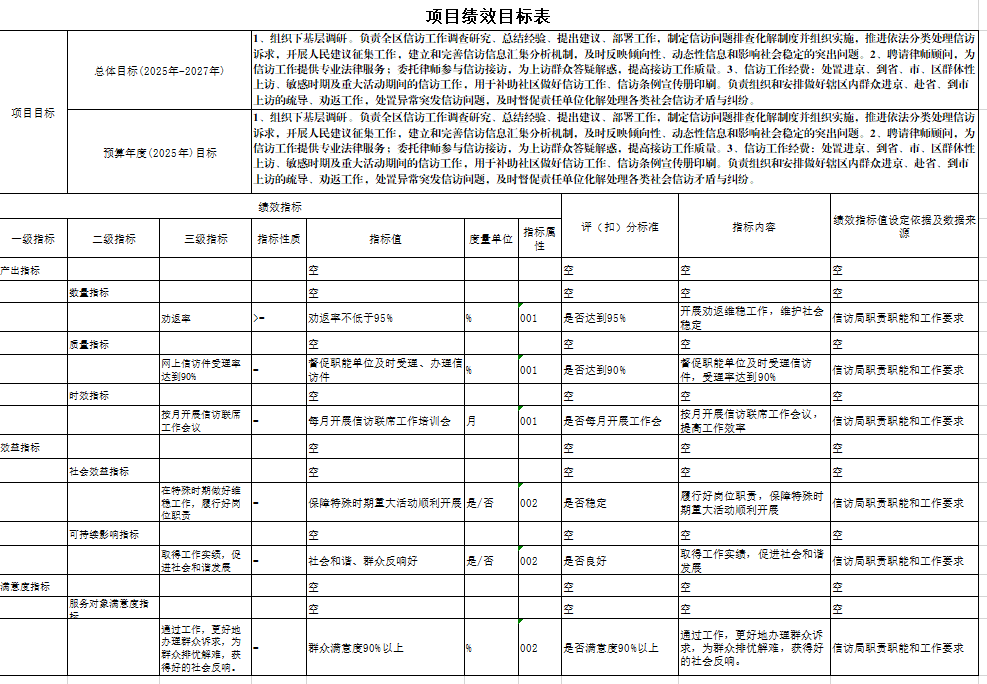 项目绩效目标表
项目目标
总体目标(2025年-2027年)
1、组织下基层调研。负责全区信访工作调查研究、总结经验、提出建议、部署工作，制定信访问题排查化解制度并组织实施，推进依法分类处理信访
诉求，开展人民建议征集工作，建立和完善信访信息汇集分析机制，及时反映倾向性、动态性信息和影响社会稳定的突出问题。2、聘请律师顾问，为
信访工作提供专业法律服务；委托律师参与信访接访，为上访群众答疑解惑，提高接访工作质量。3、信访工作经费：处置进京、到省、市、区群体性
上访、敏感时期及重大活动期间的信访工作，用于补助社区做好信访工作、信访条例宣传册印刷。负责组织和安排做好辖区内群众进京、赴省、到市
上访的疏导、劝返工作，处置异常突发信访问题，及时督促责任单位化解处理各类社会信访矛盾与纠纷。
预算年度(2025年)目标
1、组织下基层调研。负责全区信访工作调查研究、总结经验、提出建议、部署工作，制定信访问题排查化解制度并组织实施，推进依法分类处理信访
诉求，开展人民建议征集工作，建立和完善信访信息汇集分析机制，及时反映倾向性、动态性信息和影响社会稳定的突出问题。2、聘请律师顾问，为
信访工作提供专业法律服务；委托律师参与信访接访，为上访群众答疑解惑，提高接访工作质量。3、信访工作经费：处置进京、到省、市、区群体性
上访、敏感时期及重大活动期间的信访工作，用于补助社区做好信访工作、信访条例宣传册印刷。负责组织和安排做好辖区内群众进京、赴省、到市
上访的疏导、劝返工作，处置异常突发信访问题，及时督促责任单位化解处理各类社会信访矛盾与纠纷。
绩效指标
评（扣）分标准
指标内容
绩效指标值设定依据及数据来
源
一级指标
二级指标
三级指标
指标性质
指标值
度量单位
指标属
性
产出指标
空
空
空
空
数量指标
空
空
空
空
劝返率
>=
劝返率不低于95%
%
001
是否达到95%
开展劝返维稳工作，维护社会
稳定
信访局职责职能和工作要求
质量指标
空
空
空
空
网上信访件受理率
达到90%
=
督促职能单位及时受理、办理信
访件
%
001
是否达到90%
督促职能单位及时受理信访
件，受理率达到90%
信访局职责职能和工作要求
时效指标
空
空
空
空
按月开展信访联席
工作会议
=
每月开展信访联席工作培训会
月
001
是否每月开展工作会
按月开展信访联席工作会议，
提高工作效率
信访局职责职能和工作要求
效益指标
空
空
空
空
社会效益指标
空
空
空
空
在特殊时期做好维
稳工作，履行好岗
位职责
=
保障特殊时期重大活动顺利开展
是/否
002
是否稳定
履行好岗位职责，保障特殊时
期重大活动顺利开展
信访局职责职能和工作要求
可持续影响指标
空
空
空
空
取得工作实绩，促
进社会和谐发展
=
社会和谐、群众反响好
是/否
002
是否良好
取得工作实绩，促进社会和谐
发展
信访局职责职能和工作要求
满意度指标
空
空
空
空
服务对象满意度指
标
空
空
空
空
通过工作，更好地
办理群众诉求，为
群众排忧解难，获
得好的社会反响。
=
群众满意度90%以上
%
002
是否满意度90%以上
通过工作，更好地办理群众诉
求，为群众排忧解难，获得好
的社会反响。
信访局职责职能和工作要求